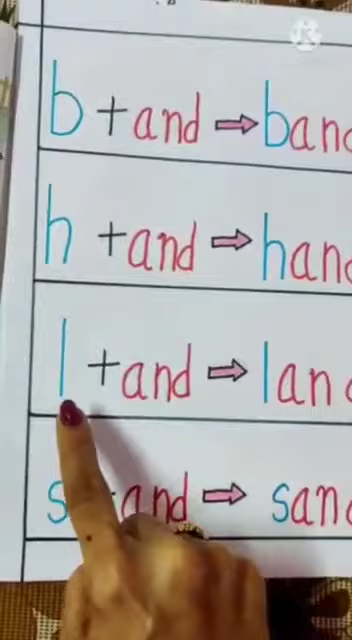 b + and ⇨ ban
h + and ⇨ han
l + and ⇨ lan
s + and ⇨ san